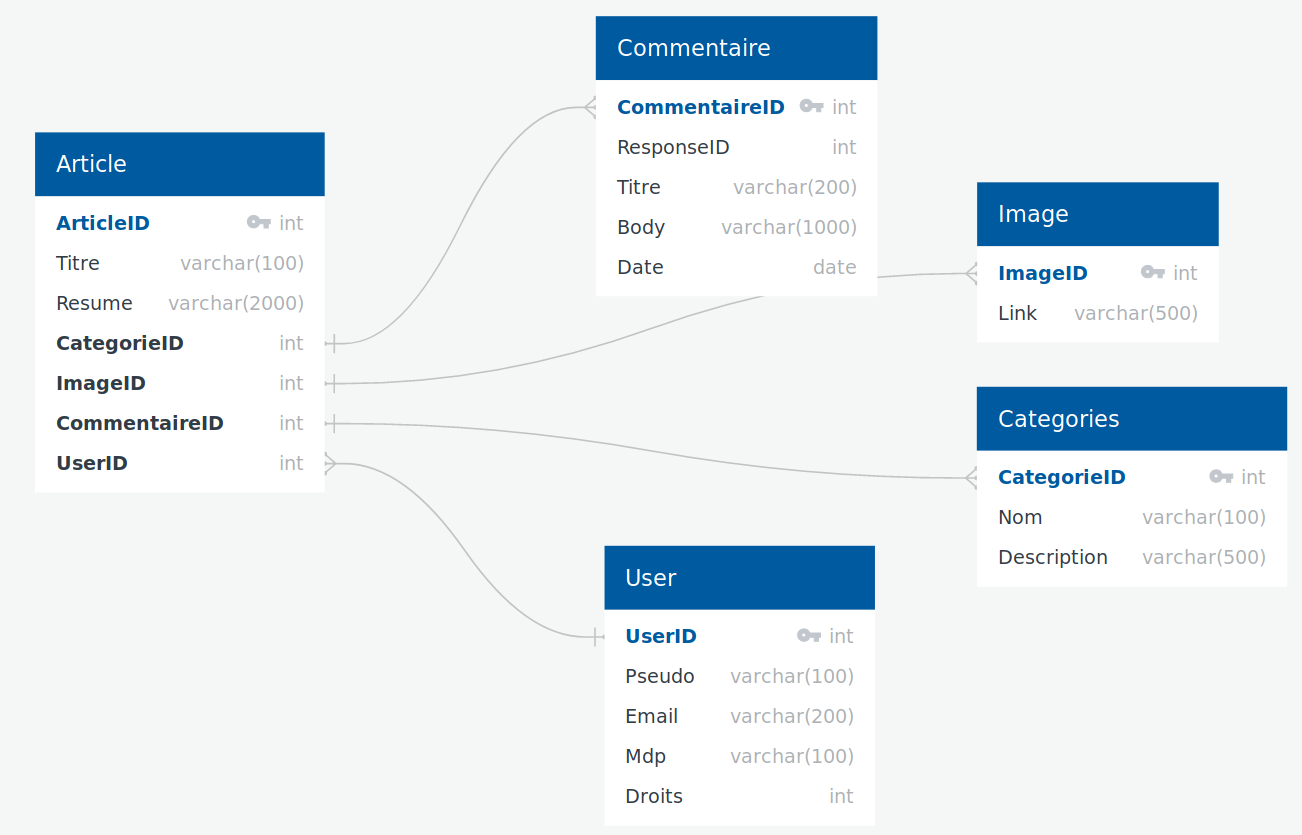 Article
ArticleID int
Titre varchar(100)
Resume varchar(2000)
CategorieID int
ImageID int
CommentaireID int
UserID int
Commentaire
CommentaireID int
ResponseID int
Titre varchar(200)
Body varchar(1000)
Date date
Image
ImageID int
Link varchar(500)
Categories
CategorieID int
Nom varchar(100)
Description varchar(500)
User
UserID int
Pseudo varchar(100)
Email varchar(200)
Mdp varchar(100)
Droits int